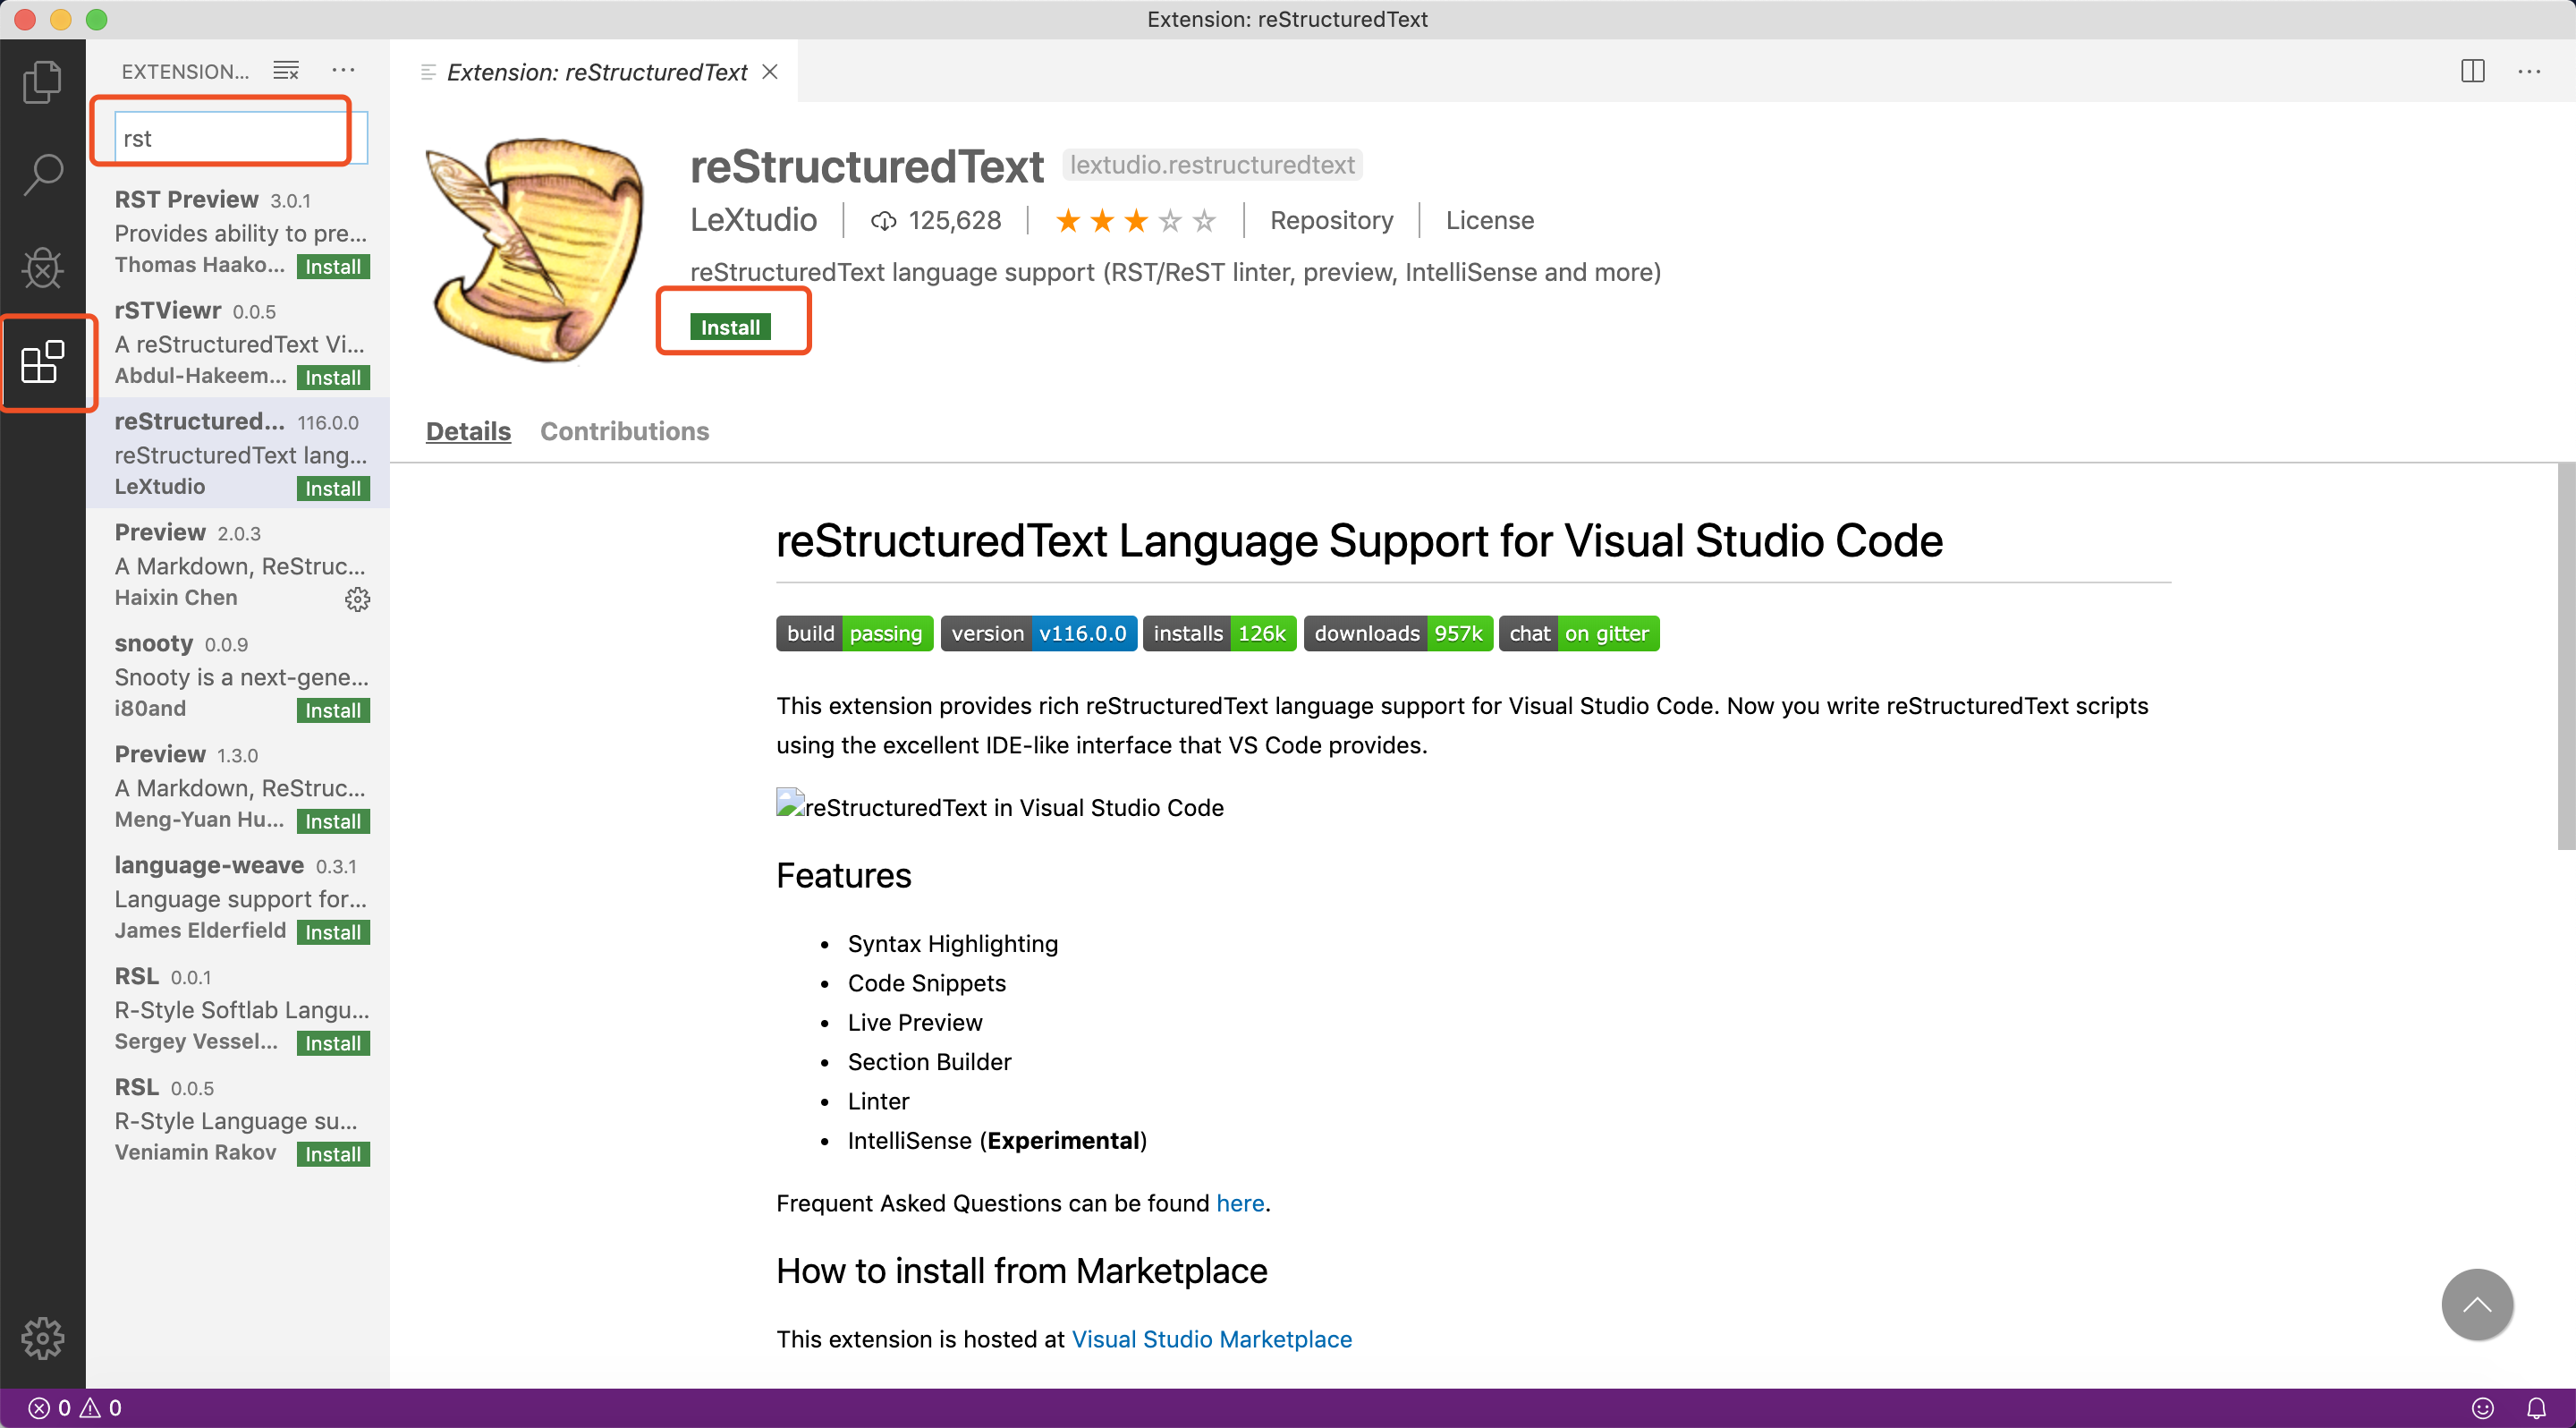 Extension: reStructuredText
EXTENSION...
rst
RST Preview 3.0.1
Provides ability to pre...
Thomas Haako... Install
rSTViewr 0.0.5
A reStructuredText Vi...
Abdul-Hakeem... Install
reStructured... 116.0.0
reStructuredText lang...
LeXtudio Install
Preview 2.0.3
A Markdown, ReStruc...
Haixin Chen
snooty 0.0.9
Snooty is a next-gene...
i80and Install
Preview 1.3.0
A Markdown, ReStruc...
Meng-Yuan Hu... Install
language-weave 0.3.1
Language support for...
James Elderfield Install
RSL 0.0.1
R-Style Softlab Langu...
Sergey Vessel... Install
RSL 0.0.5
R-Style Language su...
Veniamin Rakov Install
Extension: reStructuredText
reStructuredText lextudio.restructuredtext
LeXtudio 125,628 Repository License
reStructuredText language support (RST/ReST linter, preview, IntelliSense and more)
Install
Details Contributions
reStructuredText Language Support for Visual Studio Code
build passing version v116.0.0 installs 126k downloads 957k chat on gitter
This extension provides rich reStructuredText language support for Visual Studio Code. Now you write reStructuredText scripts
using the excellent IDE-like interface that VS Code provides.
reStructuredText in Visual Studio Code
Features
• Syntax Highlighting
• Code Snippets
• Live Preview
• Section Builder
• Linter
• IntelliSense (Experimental)
Frequent Asked Questions can be found here.
How to install from Marketplace
This extension is hosted at Visual Studio Marketplace
0 0